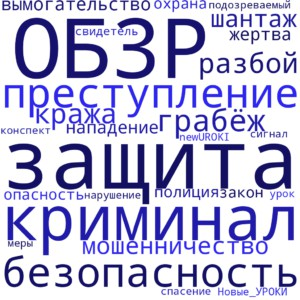 вымогательство охрана подозреваемый
свидетель шантаж
ОБЗР жертва
разбой
преступление
кража грабёж
конспект нападение newUROKI сигнал
защита
опасность нарушение полиция закон урок
криминал
меры мошенничество
безопасность
спасение Новые_УРОКИ